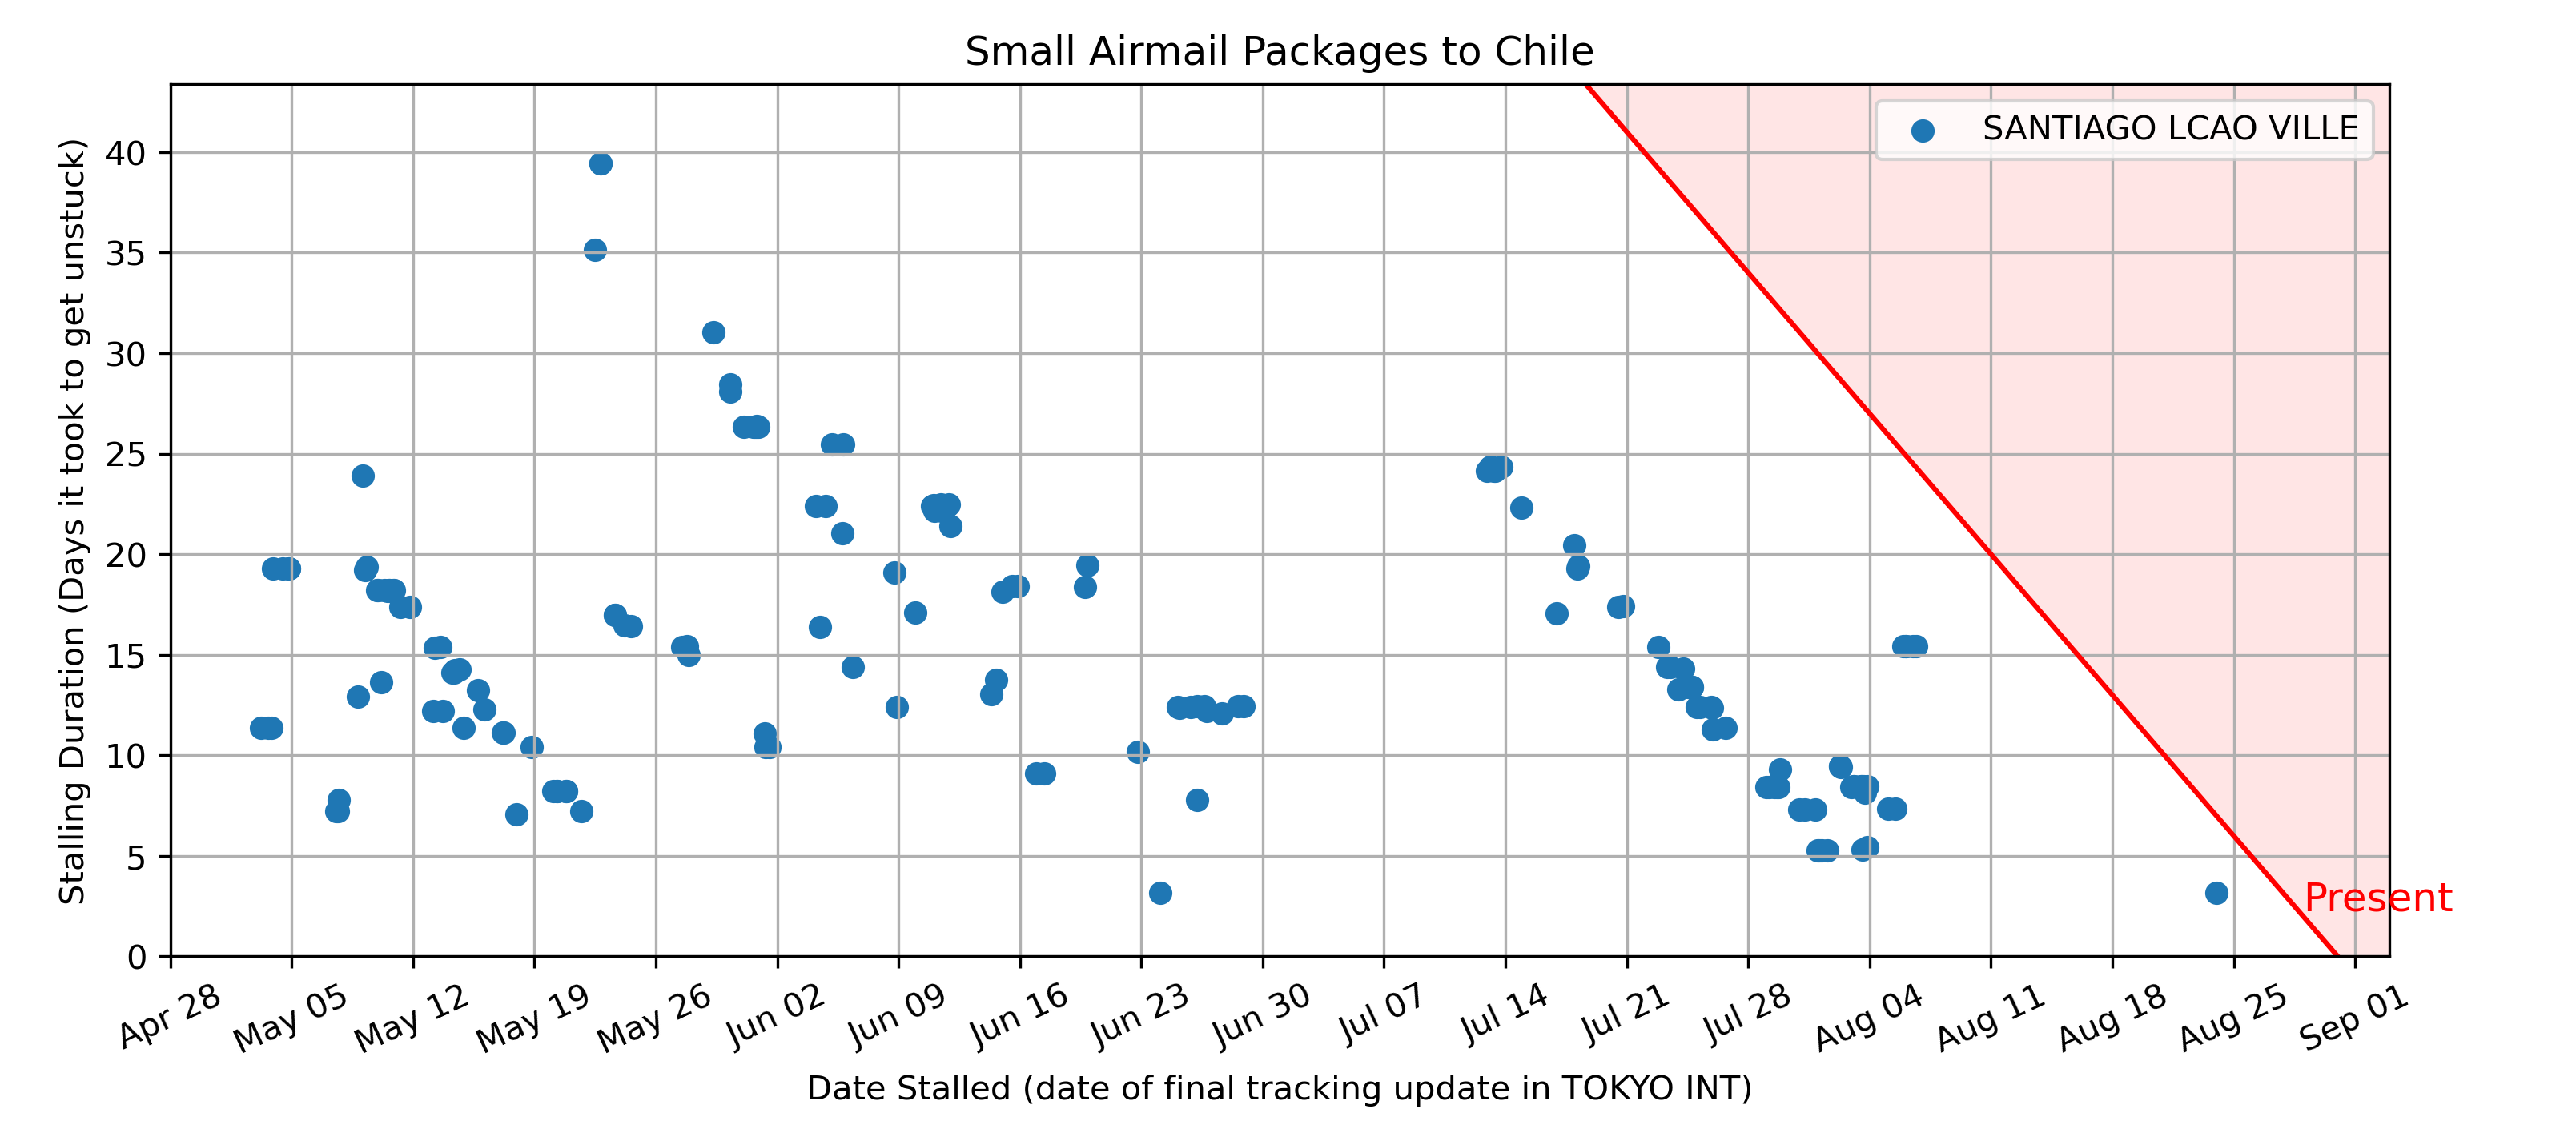 Small Airmail Packages to Chile
SANTIAGO LCAO VILLE
Stalling Duration (Days it took to get unstuck)
40
35
30
25
20
15
10
5
0
Present
Apr 28
May 05
May 12
May 19
May 26
Jun 02
Jun 09
Jun 16
Jun 23
Jun 30
Jul 07
Jul 14
Jul 21
Jul 28
Aug 04
Aug 11
Aug 18
Aug 25
Sep 01
Date Stalled (date of final tracking update in TOKYO INT)